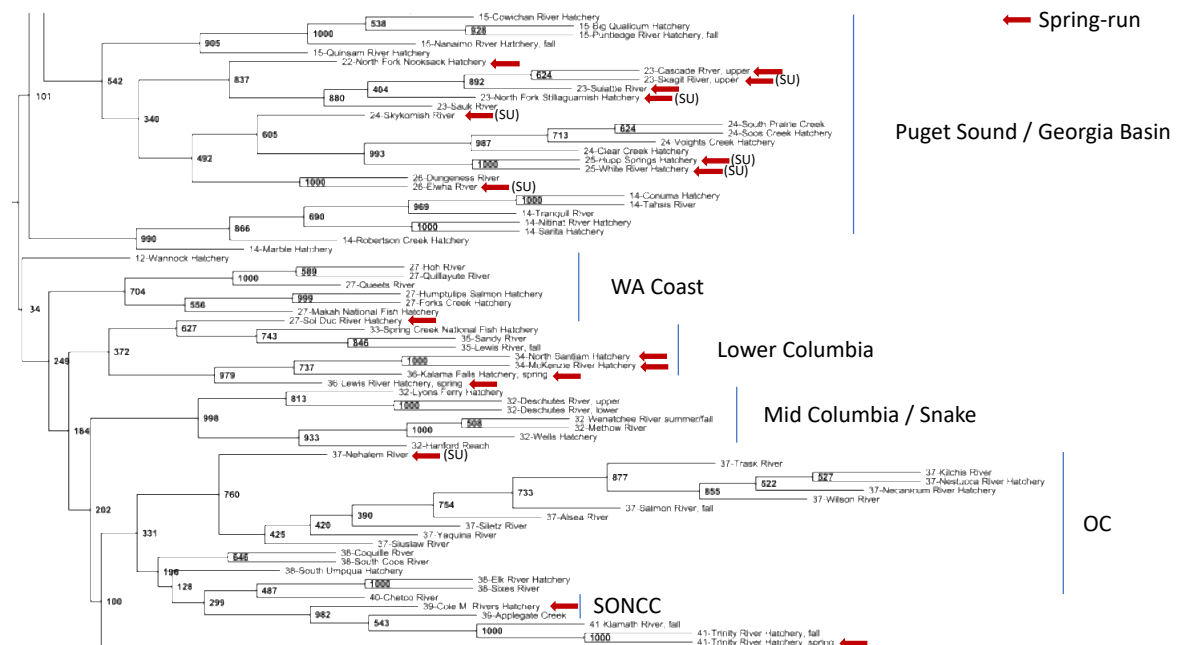 15-Cowichan River Hatchery
538
15-Big Qualicum Hatchery
928
15-Puntledge River Hatchery, fall
1000
15-Nanaimo River Hatchery, fall
905
15-Quinsam River Hatchery
22-North Fork Nooksack Hatchery
542
837
624
23-Cascade River, upper
892
23-Skagit River, upper (SU)
404
23-Suiattle River
880
23-North Fork Stillaguamish Hatchery (SU)
23-Sauk River
101
340
24-Skykomish River (SU)
605
624
24-South Prairie Creek
24-Soos Creek Hatchery
713
987
24-Voights Creek Hatchery
24-Clear Creek Hatchery
993
492
25-Hupp Springs Hatchery (SU)
1000
25-White River Hatchery (SU)
26-Dungeness River
1000
26-Elwha River (SU)
14-Conuma Hatchery
1000
14-Tahsis River
969
14-Tranquil River
690
14-Nitinat River Hatchery
1000
14-Sarita Hatchery
866
14-Robertson Creek Hatchery
990
14-Marble Hatchery
12-Wannock Hatchery
Spring-run
Puget Sound / Georgia Basin
27-Hoh River
589
27-Quillayute River
1000
27-Queets River
704
27-Humptulips Salmon Hatchery
999
27-Forks Creek Hatchery
556
27-Makah National Fish Hatchery
34
27-Sol Duc River Hatchery
WA Coast
627
33-Spring Creek National Fish Hatchery
743
35-Sandy River
846
35-Lewis River, fall
372
249
34-North Santiam Hatchery
1000
34-McKenzie River Hatchery
737
36-Kalama Falls Hatchery, spring
979
36-Lewis River Hatchery, spring
Lower Columbia
32-Lyons Ferry Hatchery
813
32-Deschutes River, upper
1000
32-Deschutes River, lower
998
32-Wenatchee River summer/fall
508
32-Methow River
1000
32-Wells Hatchery
933
32-Hanford Reach
184
Mid Columbia / Snake
37-Nehalem River (SU)
37-Trask River
877
37-Kilchis River
527
37-Nestucca River Hatchery
522
37-Necanicum River Hatchery
855
37-Wilson River
760
733
37-Salmon River, fall
754
37-Alsea River
390
37-Siletz River
420
37-Yaquina River
425
37-Siuslaw River
202
331
38-Coquille River
646
38-South Coos River
196
38-South Umpqua Hatchery
128
38-Elk River Hatchery
1000
38-Sixes River
487
40-Chetco River
OC
299
100
39-Cole M. Rivers Hatchery
982
39-Applegate Creek
543
41-Klamath River, fall
1000
41-Trinity River Hatchery, fall
1000
41-Trinity River Hatchery, spring
SONCC